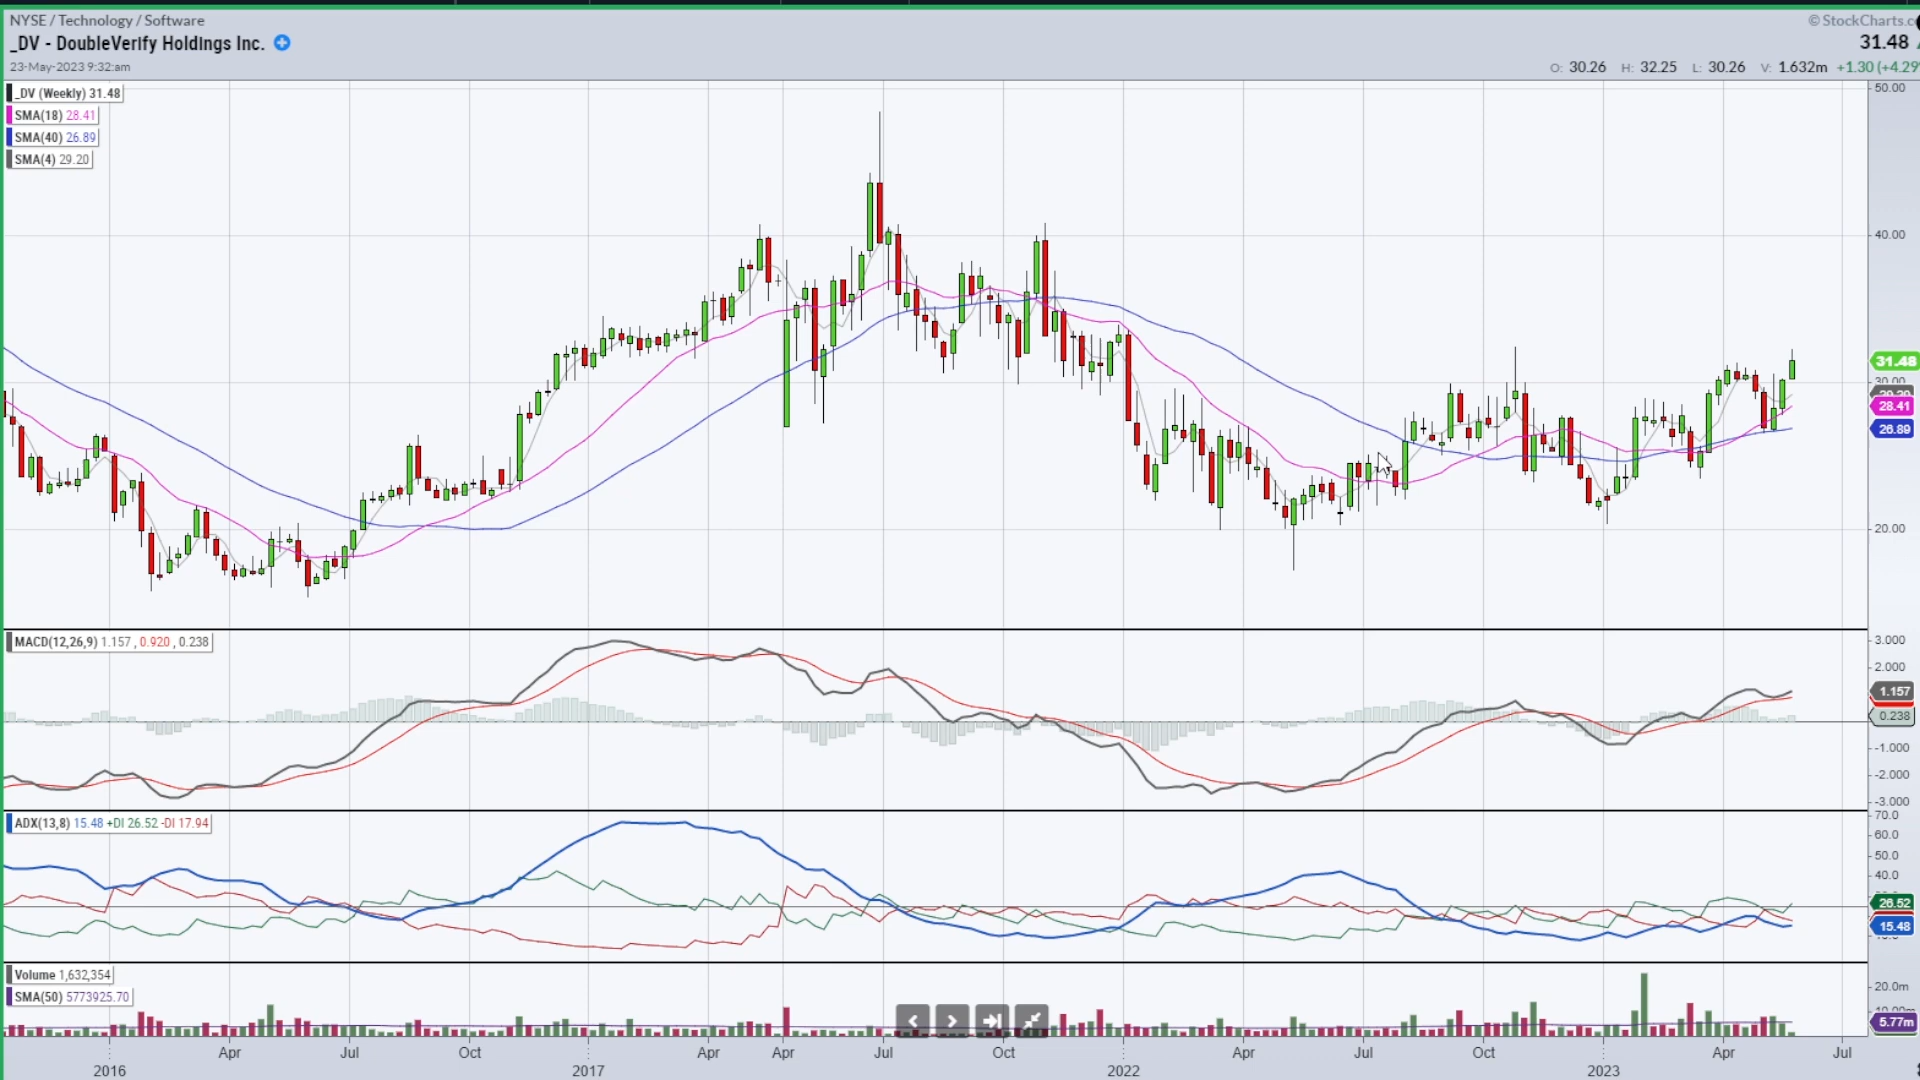 NYSE / Technology / Software
© StockCharts.c
_DV - DoubleVerify Holdings Inc.
31.48
23-May-2023 9:32:am
O: 30.26 H: 32.25 L: 30.26 V: 1.632m +1.30 (+4.29
_DV (Weekly) 31.48
SMA(18) 28.41
SMA(40) 26.89
SMA(4) 29.20
50.00
40.00
31.48
30.00
28.41
26.89
20.00
MACD(12,26,9) 1.157 , 0.920 , 0.238
3.000
2.000
1.157
0.238
-1.000
-2.000
-3.000
ADX(13,8) 15.48 +DI 26.52 -DI 17.94
70.0
60.0
50.0
40.0
26.52
15.48
Volume 1,632,354
SMA(50) 5773925.70
20.0m
5.77m
Apr Jul Oct Apr Apr Jul Oct Apr Jul Oct Apr Jul
2016 2017 2022 2023